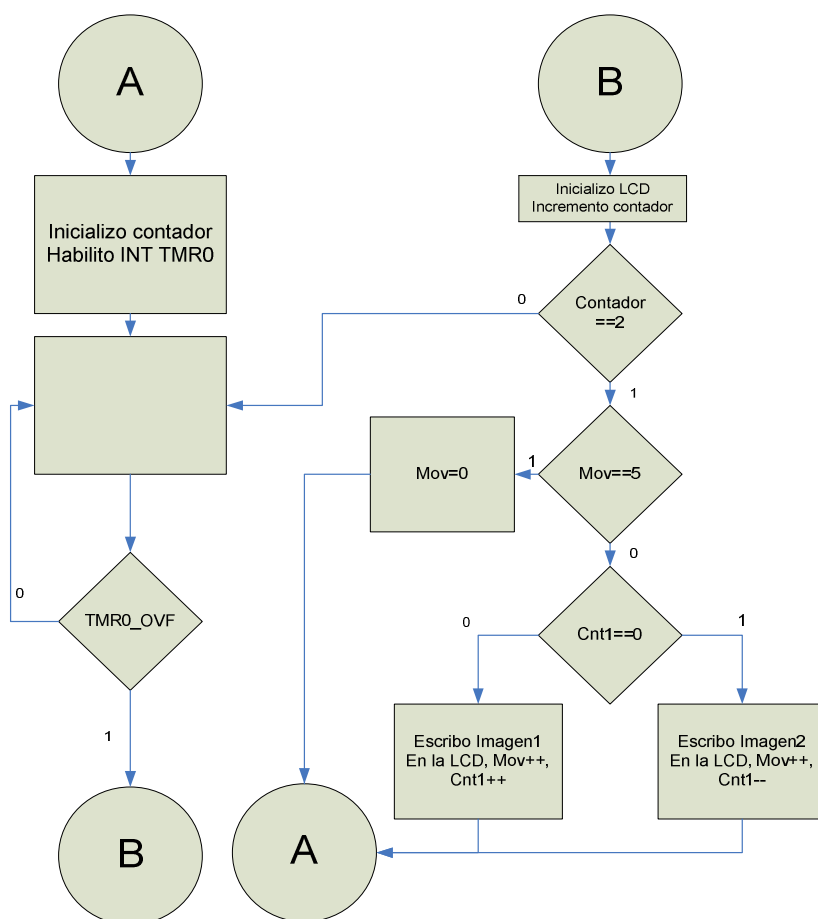 A
Inicializo contador
Habilito INT TMR0
0
TMR0_OVF
1
B
B
Inicializo LCD
Incremento contador
0
Contador
==2
1
Mov=0
1
Mov==5
0
0
Cnt1==0
1
Escribo Imagen1
En la LCD, Mov++,
Cnt1++
Escribo Imagen2
En la LCD, Mov++,
Cnt1--
A